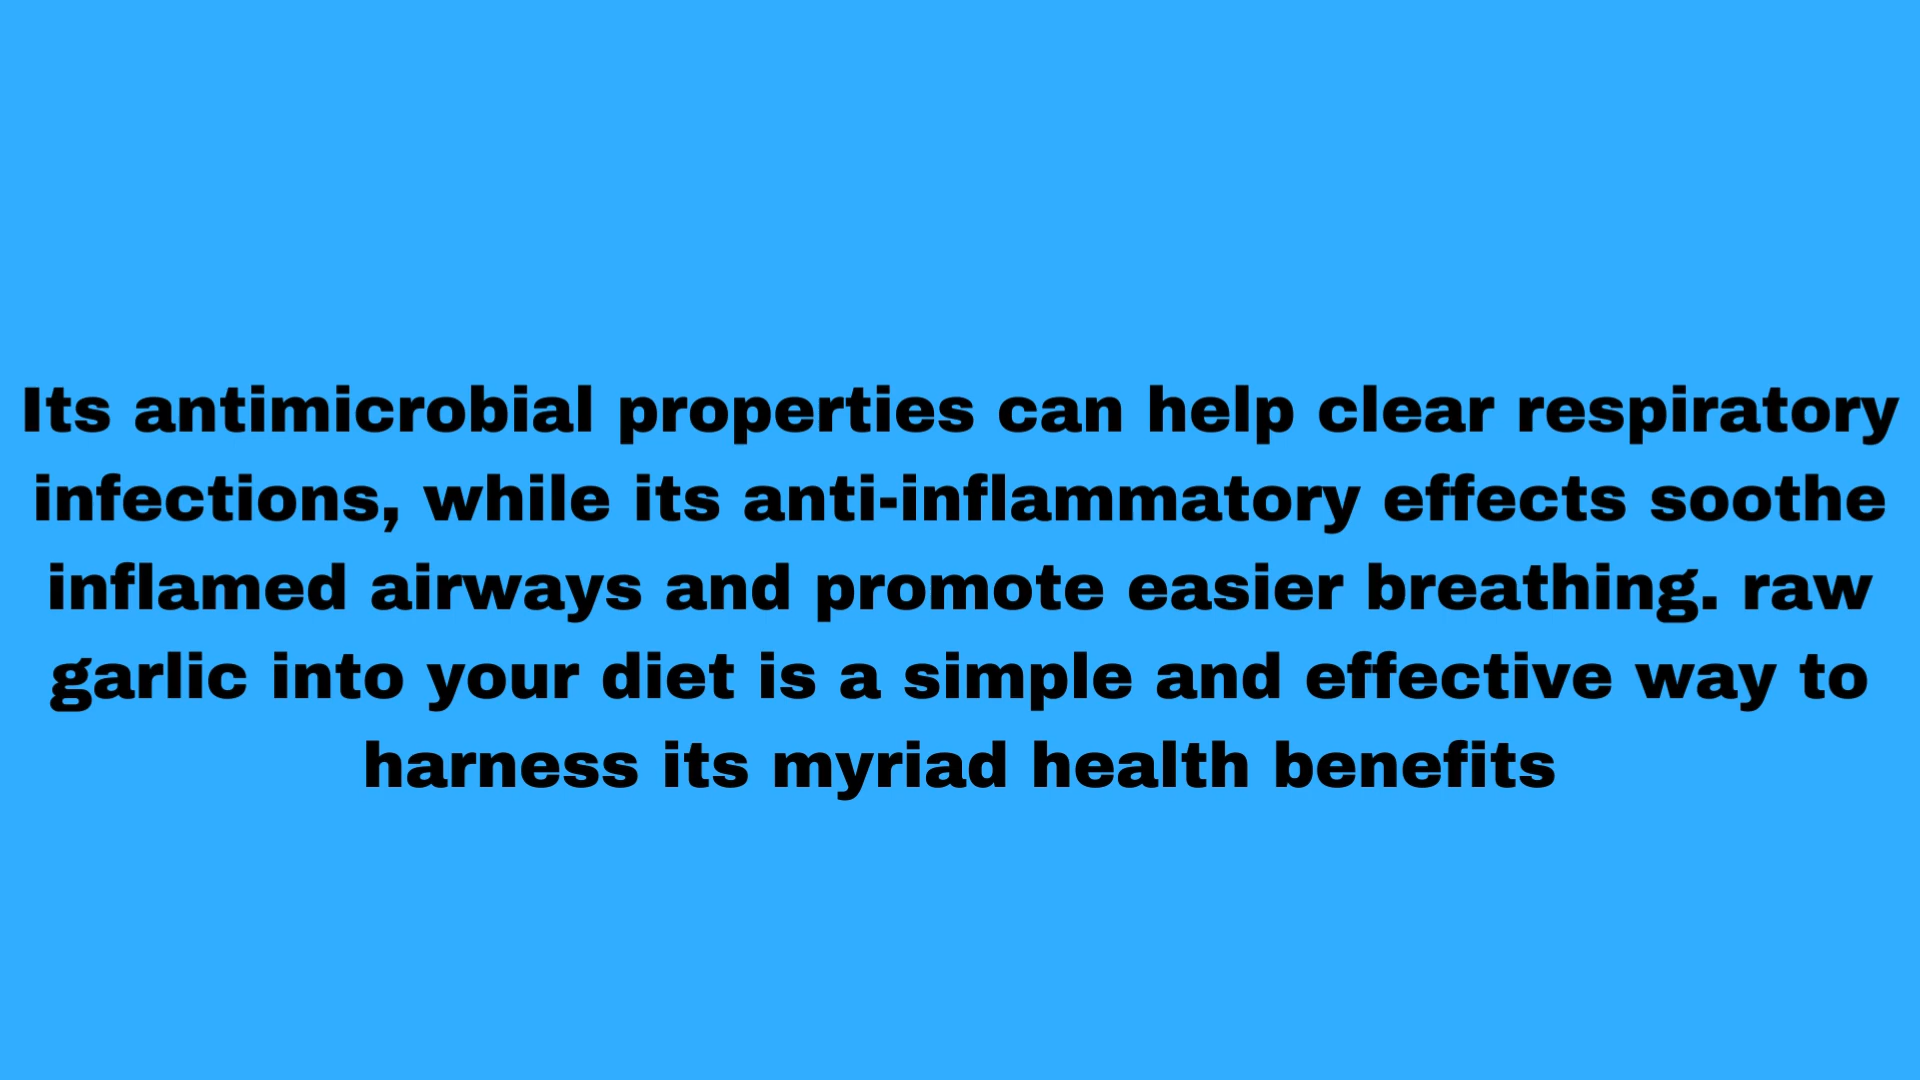 Its antimicrobial properties can help clear respiratory
infections, while its anti-inflammatory effects soothe
inflamed airways and promote easier breathing. raw
garlic into your diet is a simple and effective way to
harness its myriad health benefits